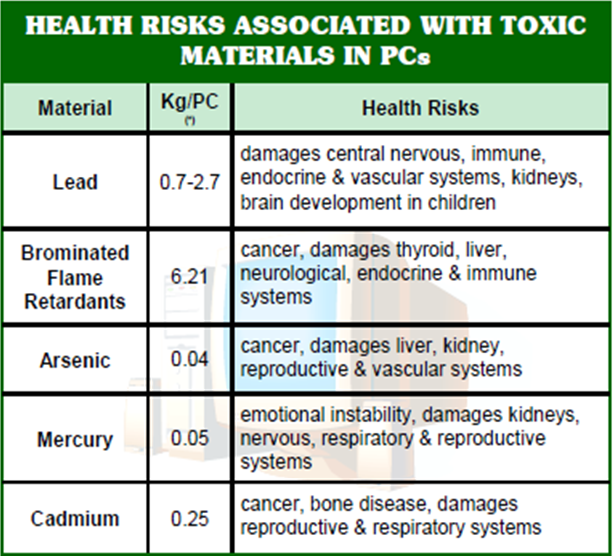 HEALTH RISKS ASSOCIATED WITH TOXIC
MATERIALS IN PCs
Material
Kg/PC
(*)
Health Risks
Lead
0.7-2.7
damages central nervous, immune,
endocrine & vascular systems, kidneys,
brain development in children
Brominated
Flame
Retardants
6.21
cancer, damages thyroid, liver,
neurological, endocrine & immune
systems
Arsenic
0.04
cancer, damages liver, kidney,
reproductive & vascular systems
Mercury
0.05
emotional instability, damages kidneys,
nervous, respiratory & reproductive
systems
Cadmium
0.25
cancer, bone disease, damages
reproductive & respiratory systems